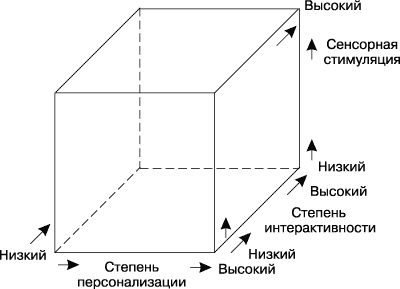 Высокий
Сенсорная
стимуляция
Низкий
Высокий
Степень
интерактивности
Низкий
Высокий
Низкий
Степень
персонализации